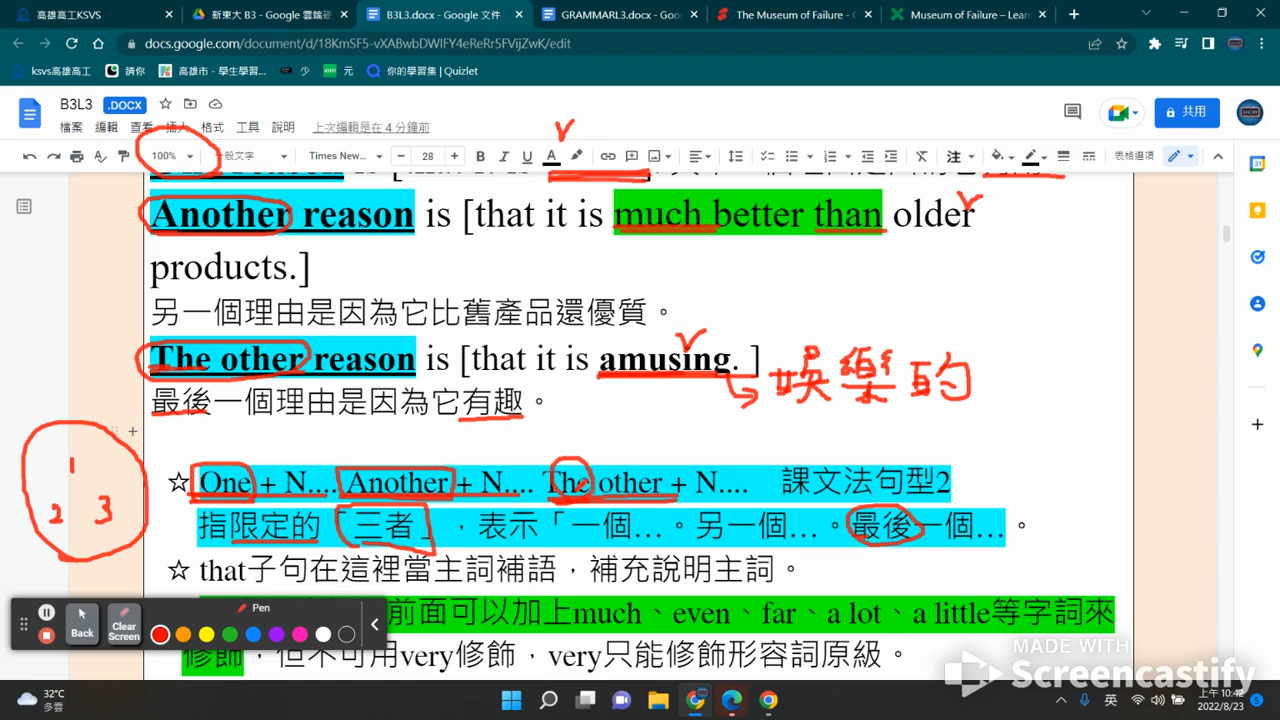 高雄高工KSVS
新東大 B3 - Google 雲端硬
B3L3.docx - Google 文件
GRAMMARL3.docx - Google
The Museum of Failure - C
Museum of Failure – Learn
docs.google.com/document/d/18KmSF5-vXABwbDWIFY4eReRr5FVijZwK/edit
ksvs高雄高工
請你
高雄市 - 學生學習...
少
元
你的學習集 | Quizlet
B3L3 .DOCX
共用
檔案 編輯 查看 插入 格式 工具 說明 上次編輯是在 4 分鐘前
100% 般文字 Times New... 28 B I U A 注 表格選項
Another reason is [that it is much better than older
products.]
另一個理由是因為它比舊產品還優質。
The other reason is [that it is amusing. ]
娛樂的
最後一個理由是因為它有趣。
1
2 3
☆ One + N.... Another + N.... The other + N.... 課文法句型2
指限定的「三者」，表示「一個…。另一個…。最後一個…。
☆ that子句在這裡當主詞補語，補充說明主詞。
前面可以加上much、even、far、a lot、a little等字詞來
修飾，但不可用very修飾，very只能修飾形容詞原級。
Pen
Back
Clear Screen
MADE WITH
Screencastify
32°C
多雲
英
上午 10:42
2022/8/23